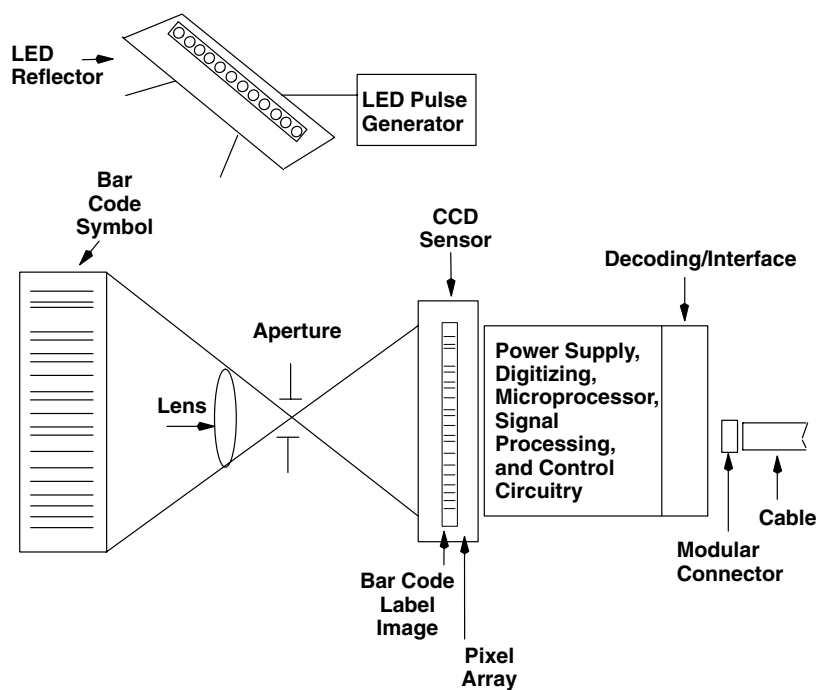 LED
Reflector
LED Pulse
Generator
Bar
Code
Symbol
CCD
Sensor
Decoding/Interface
Aperture
Lens
Power Supply,
Digitizing,
Microprocessor,
Signal
Processing,
and Control
Circuitry
Cable
Modular
Connector
Bar Code
Label
Image
Pixel
Array